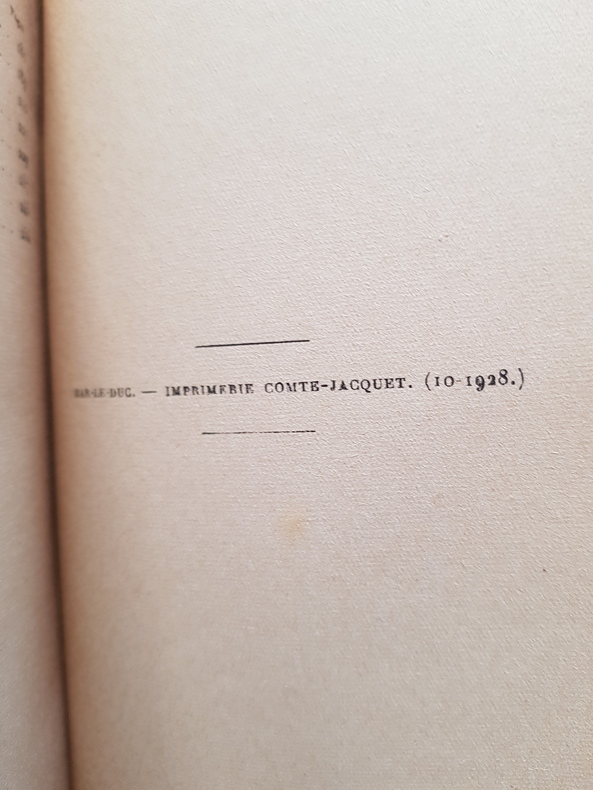 BAR-LE-DUC. — IMPRIMERIE COMTE-JACQUET. (10-1928.)